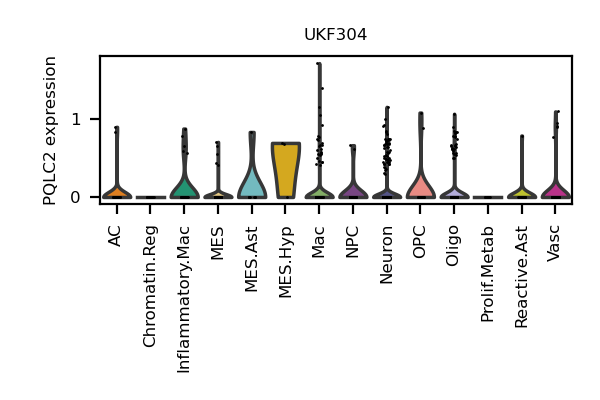 UKF304
PQLC2 expression
1
0
AC
Chromatin.Reg
Inflammatory.Mac
MES
MES.Ast
MES.Hyp
Mac
NPC
Neuron
OPC
Oligo
Prolif.Metab
Reactive.Ast
Vasc